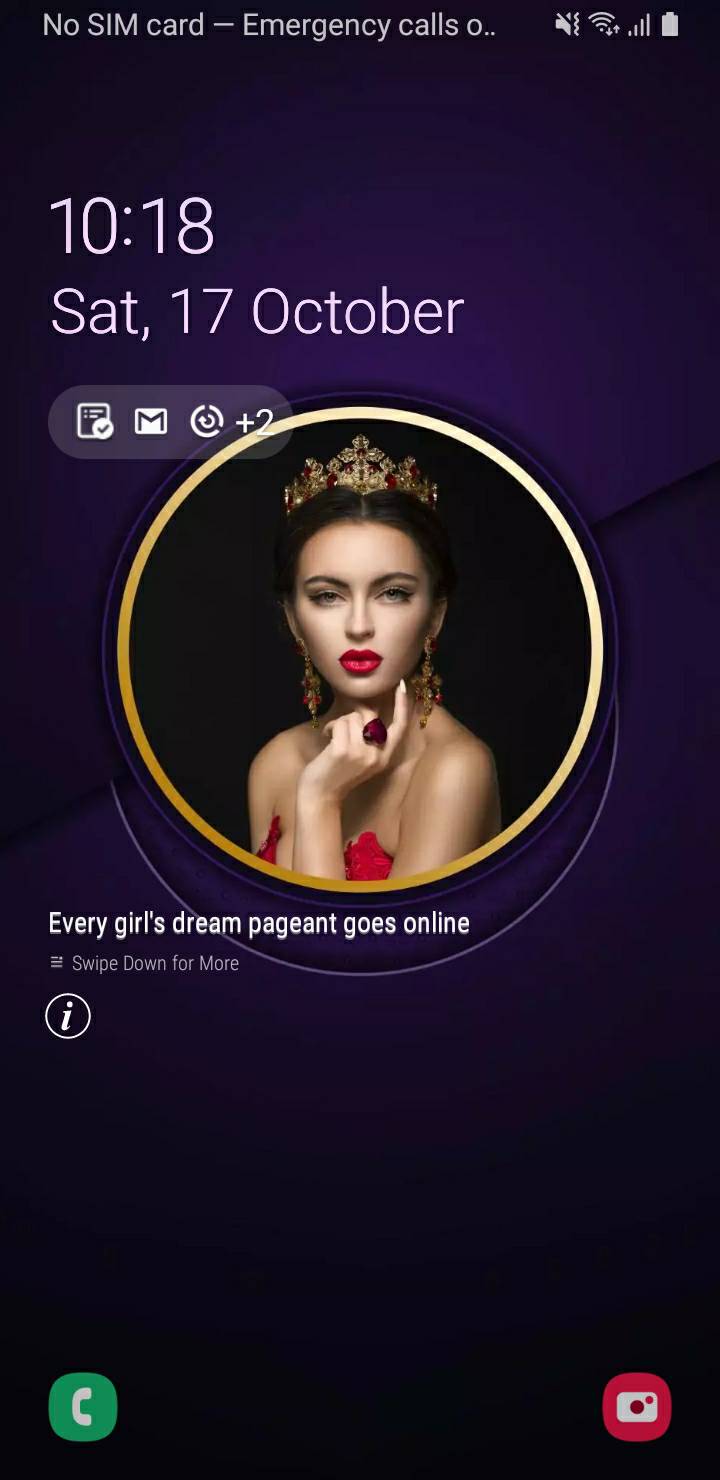 No SIM card — Emergency calls o..
10:18
Sat, 17 October
+2
Every girl's dream pageant goes online
Swipe Down for More
i